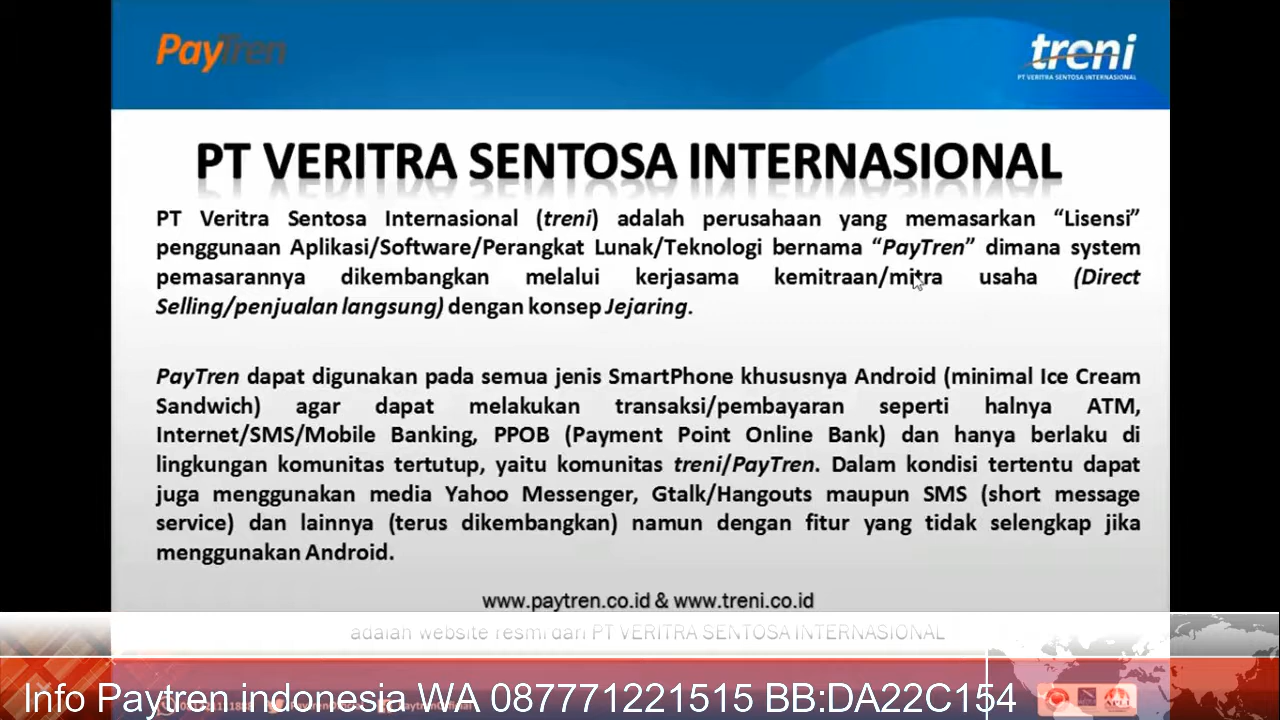 PayTren
treni
PT VERITRA SENTOSA INTERNASIONAL
PT VERITRA SENTOSA INTERNASIONAL
PT Veritra Sentosa Internasional (treni) adalah perusahaan yang memasarkan “Lisensi”
penggunaan Aplikasi/Software/Perangkat Lunak/Teknologi bernama “PayTren” dimana system
pemasarannya dikembangkan melalui kerjasama kemitraan/mitra usaha (Direct
Selling/penjualan langsung) dengan konsep Jejaring.
PayTren dapat digunakan pada semua jenis SmartPhone khususnya Android (minimal Ice Cream
Sandwich) agar dapat melakukan transaksi/pembayaran seperti halnya ATM,
Internet/SMS/Mobile Banking, PPOB (Payment Point Online Bank) dan hanya berlaku di
lingkungan komunitas tertutup, yaitu komunitas treni/PayTren. Dalam kondisi tertentu dapat
juga menggunakan media Yahoo Messenger, Gtalk/Hangouts maupun SMS (short message
service) dan lainnya (terus dikembangkan) namun dengan fitur yang tidak selengkap jika
menggunakan Android.
www.paytren.co.id & www.treni.co.id
adalah website resmi dari PT VERITRA SENTOSA INTERNASIONAL
Info Paytren indonesia WA 087771221515 BB:DA22C154